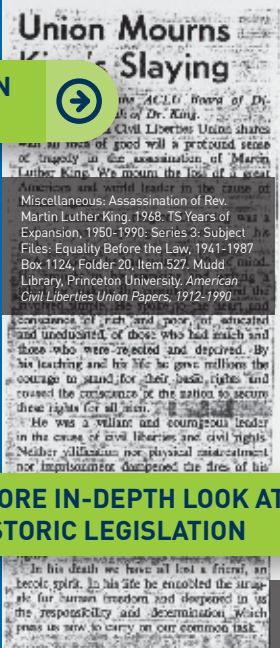 Union Mourns
King's Slaying
N
the ACLU Board of Di-
of Dr. King.
Civil Liberties Union shares
with all men of good will a profound sense
of tragedy in the assassination of Martin
Luther King. We mount the loss of a great
American and world leader in the cause of
Miscellaneous: Assassination of Rev.
Martin Luther King. 1968. TS Years of
Expansion, 1950-1990: Series 3: Subject
Files: Equality Before the Law, 1941-1987
Box 1124, Folder 20, Item 527. Mudd
Library, Princeton University. American
Civil Liberties Union Papers, 1912-1990
conscience of rich and poor, of educated
and uneducated, of those who had much and
those who were rejected and deprived. By
his teaching and his life he gave millions the
courage to stand for their basic rights and
roused the conscience of the nation to secure
these rights for all men.
He was a valiant and courageous leader
in the cause of civil liberties and civil rights.
Neither vilification nor physical mistreatment
nor imprisonment dampened the fires of his
ORE IN-DEPTH LOOK AT
STORIC LEGISLATION
In his death we have all lost a friend, an
heroic spirit. In his life he ennobled the strug-
gle for human freedom and deepened in us
the responsibility and determination which
press us now to carry on our common task.